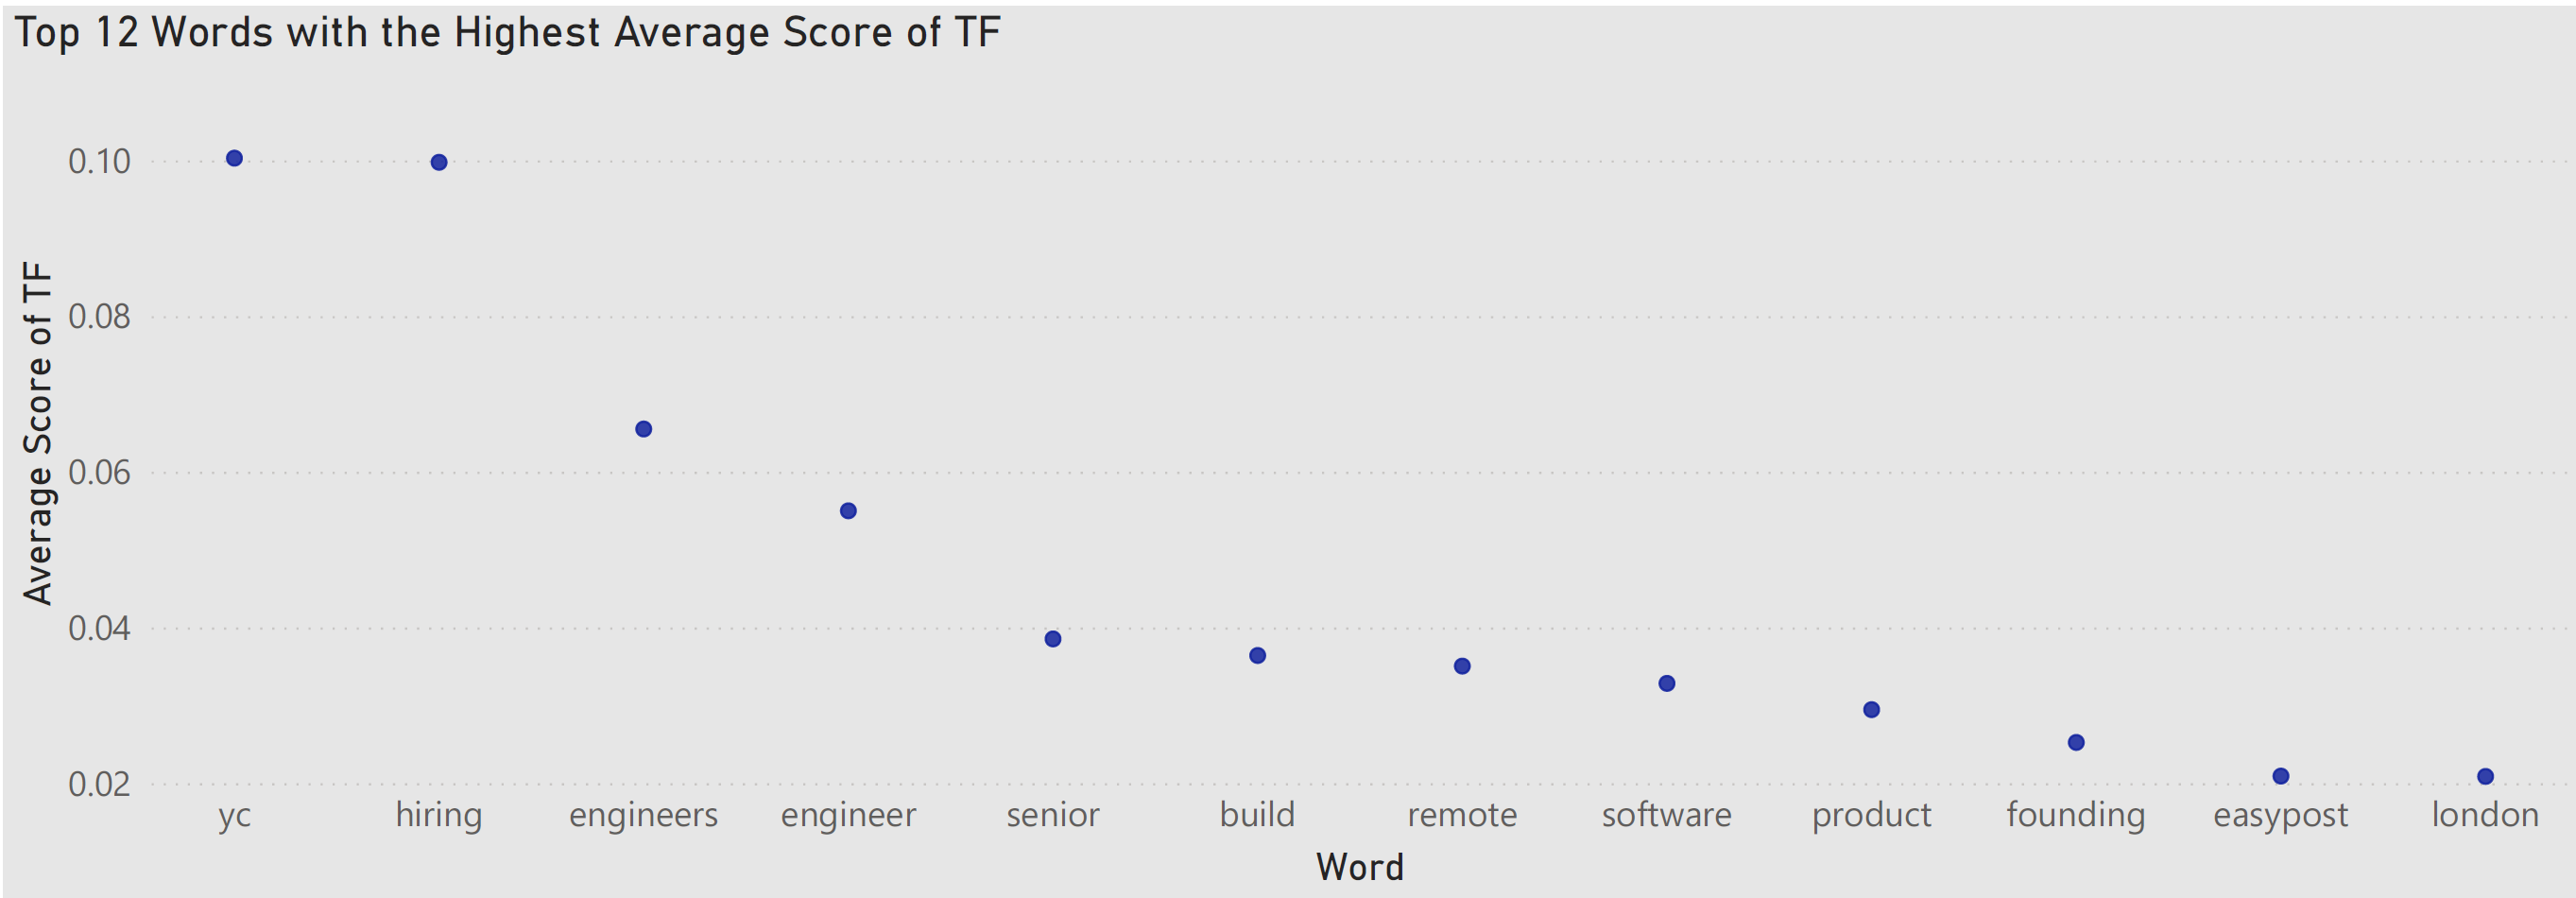 Top 12 Words with the Highest Average Score of TF
Average Score of TF
0.10
0.08
0.06
0.04
0.02
yc hiring engineers engineer senior build remote software product founding easypost london
Word